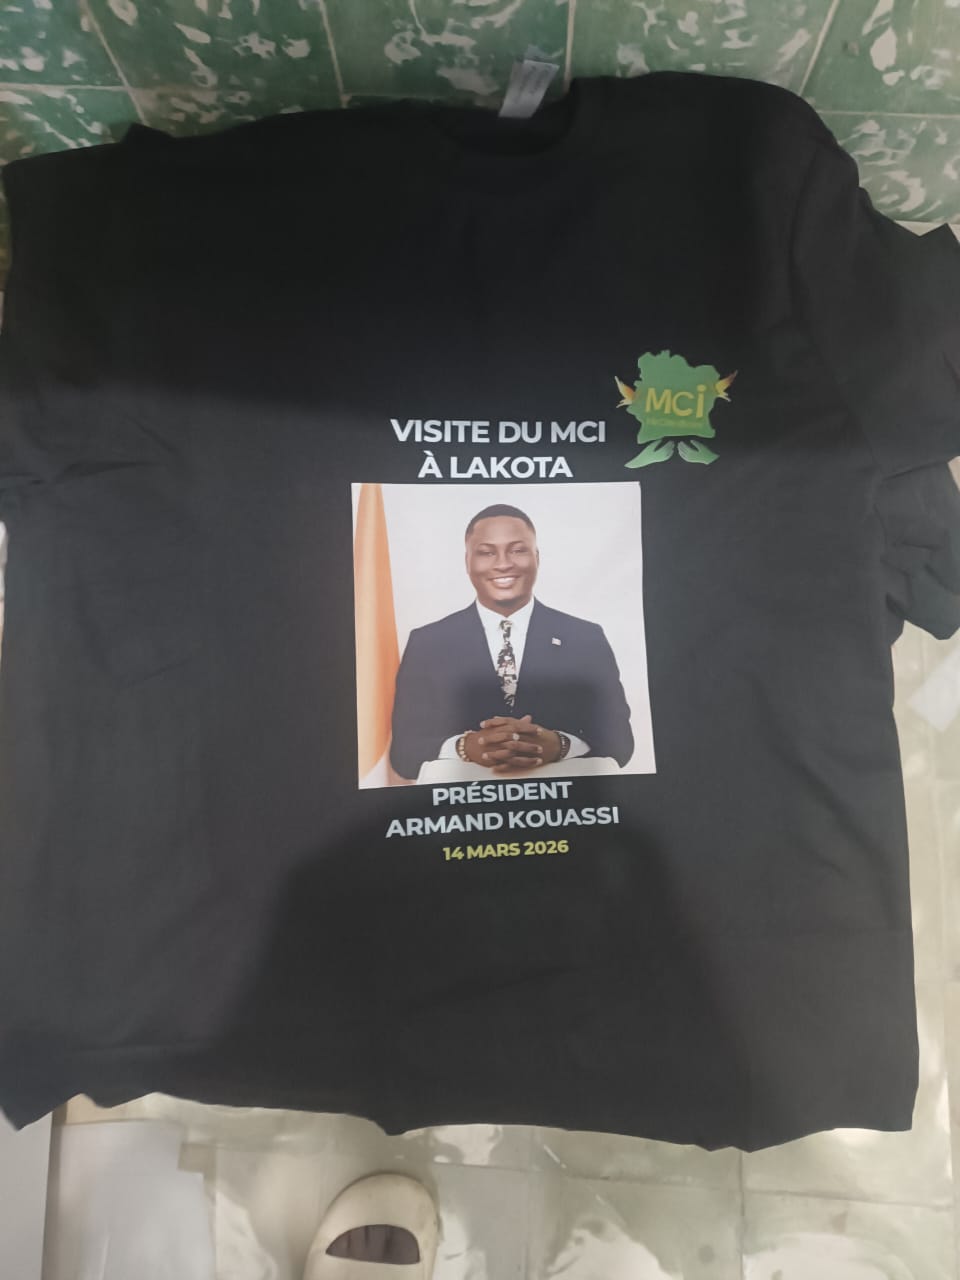 VISITE DU MCI
À LAKOTA
MCi
PRÉSIDENT
ARMAND KOUASSI
14 MARS 2026